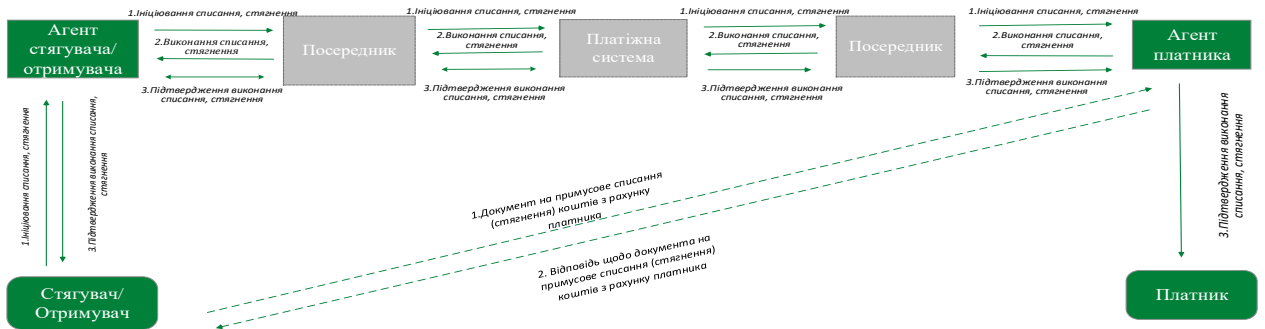 1.Ініціювання списання, стягнення
1.Ініціювання списання, стягнення
1.Ініціювання списання, стягнення
1.Ініціювання списання, стягнення
Агент
стягувача/
отримувача
2.Виконання списання,
стягнення
Посередник
2.Виконання списання,
стягнення
Платіжна
система
2.Виконання списання,
стягнення
Посередник
2.Виконання списання,
стягнення
Агент
платника
3.Підтвердження виконання
списання, стягнення
3.Підтвердження виконання
списання, стягнення
3.Підтвердження виконання
списання, стягнення
3.Підтвердження виконання
списання, стягнення
1.Ініціювання списання, стягнення
3.Підтвердження виконання списання,
стягнення
1.Документ на примусове списання
(стягнення) коштів з рахунку
платника
2. Відповідь щодо документа на
примусове списання (стягнення)
коштів з рахунку платника
3.Підтвердження виконання
списання, стягнення
Стягувач/
Отримувач
Платник